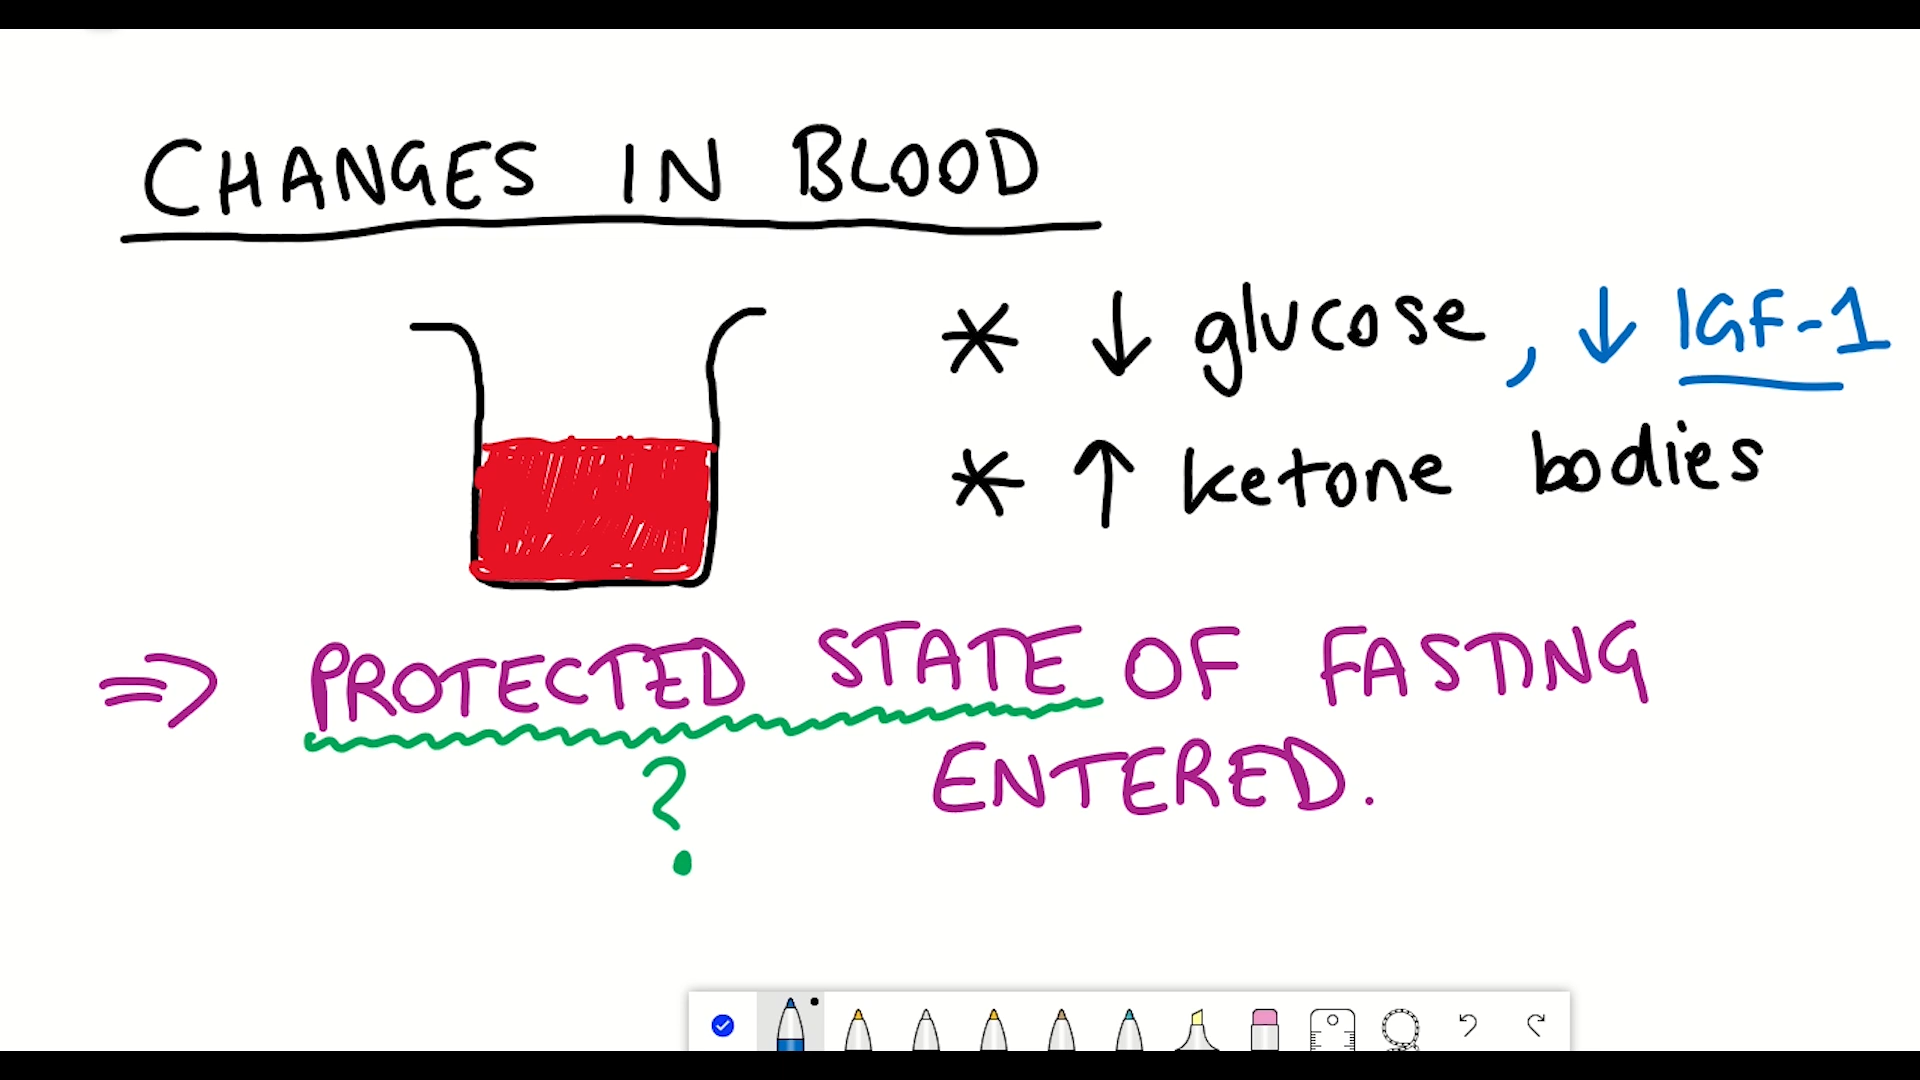 CHANGES IN BLOOD
* ↓ glucose, ↓ IGF-1
* ↑ ketone bodies
⇒ PROTECTED STATE OF FASTING
?
ENTERED.